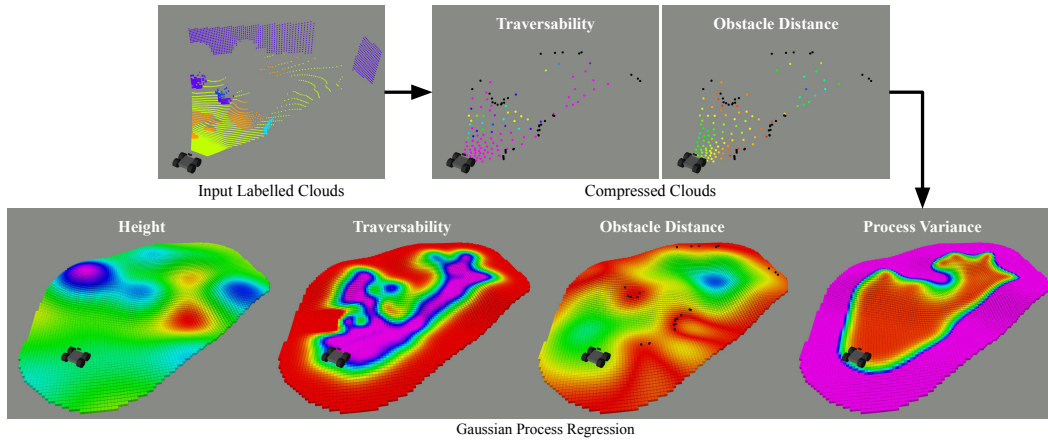 Traversability
Obstacle Distance
Input Labelled Clouds
Compressed Clouds
Height
Traversability
Obstacle Distance
Process Variance
Gaussian Process Regression